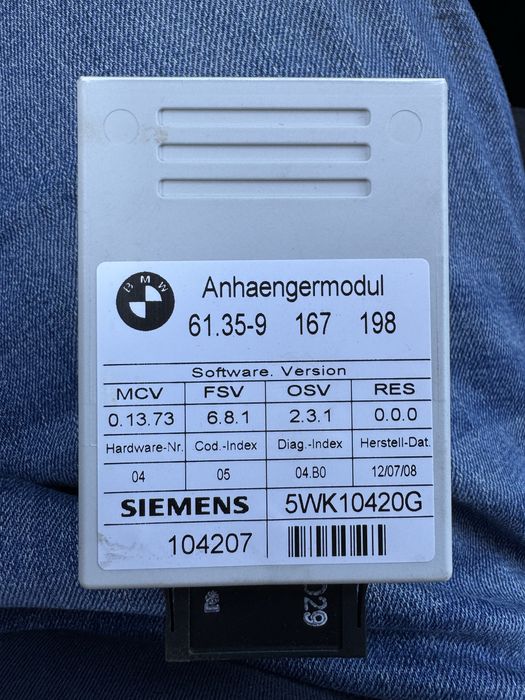 BMW
Anhaengermodul
61.35-9 167 198
Software. Version
MCV FSV OSV RES
0.13.73 6.8.1 2.3.1 0.0.0
Hardware-Nr. Cod.-Index Diag.-Index Herstell-Dat.
04 05 04.B0 12/07/08
SIEMENS 5WK10420G
104207